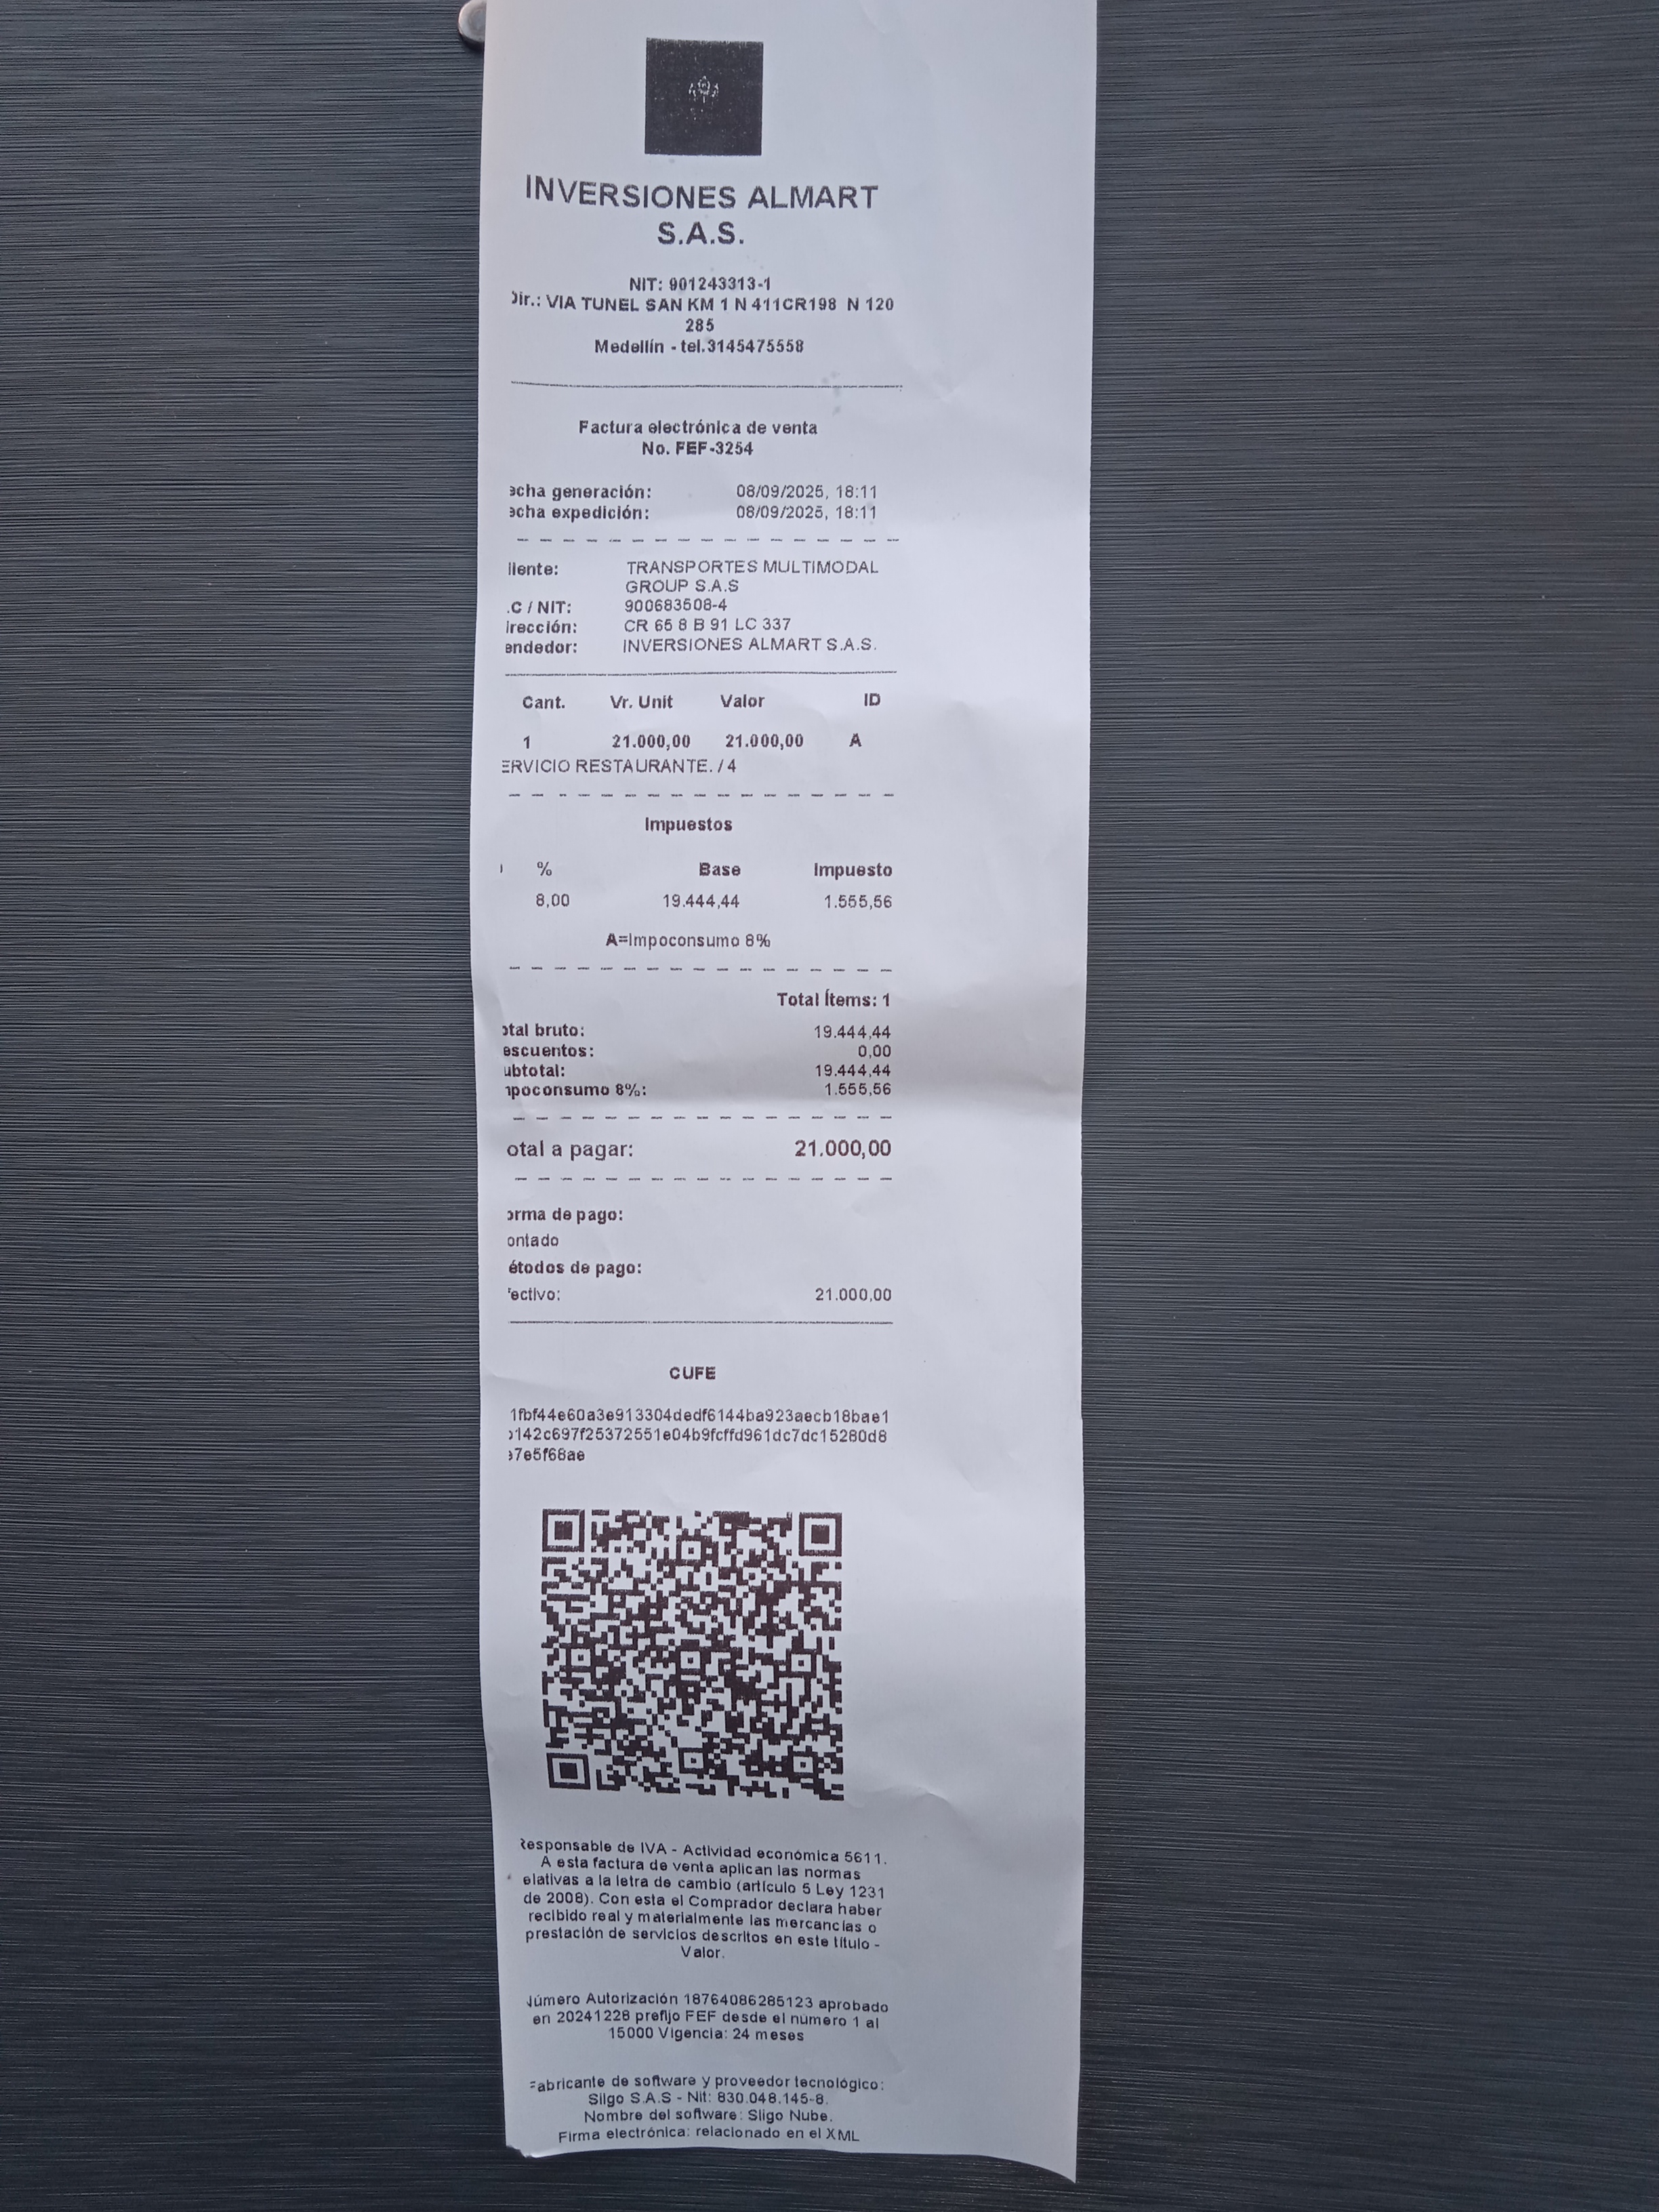 INVERSIONES ALMART
S.A.S.
NIT: 901243313-1
Dir.: VIA TUNEL SAN KM 1 N 411CR198 N 120
285
Medellín - tel.3145475558
Factura electrónica de venta
No. FEF-3254
echa generación: 08/09/2025, 18:11
echa expedición: 08/09/2025, 18:11
liente: TRANSPORTES MULTIMODAL
GROUP S.A.S
.C / NIT: 900683508-4
irección: CR 65 8 B 91 LC 337
endedor: INVERSIONES ALMART S.A.S.
Cant. Vr. Unit Valor ID
1 21.000,00 21.000,00 A
ERVICIO RESTAURANTE. / 4
Impuestos
% Base Impuesto
8,00 19.444,44 1.555,56
A=Impoconsumo 8%
Total Ítems: 1
otal bruto: 19.444,44
escuentos: 0,00
ubtotal: 19.444,44
mpoconsumo 8%: 1.555,56
otal a pagar: 21.000,00
orma de pago:
ontado
étodos de pago:
fectivo: 21.000,00
CUFE
1fbf44e60a3e913304dedf6144ba923aecb18bae1
142c697f25372551e04b9fcffd961dc7dc15280d8
7e5f68ae
Responsable de IVA - Actividad económica 5611.
A esta factura de venta aplican las normas
elativas a la letra de cambio (artículo 5 Ley 1231
de 2008). Con esta el Comprador declara haber
recibido real y materialmente las mercancías o
prestación de servicios descritos en este título -
Valor.
Número Autorización 18764086285123 aprobado
en 20241228 prefijo FEF desde el número 1 al
15000 Vigencia: 24 meses
Fabricante de software y proveedor tecnológico:
Siigo S.A.S - Nit: 830.048.145-8.
Nombre del software: Siigo Nube.
Firma electrónica: relacionado en el XML